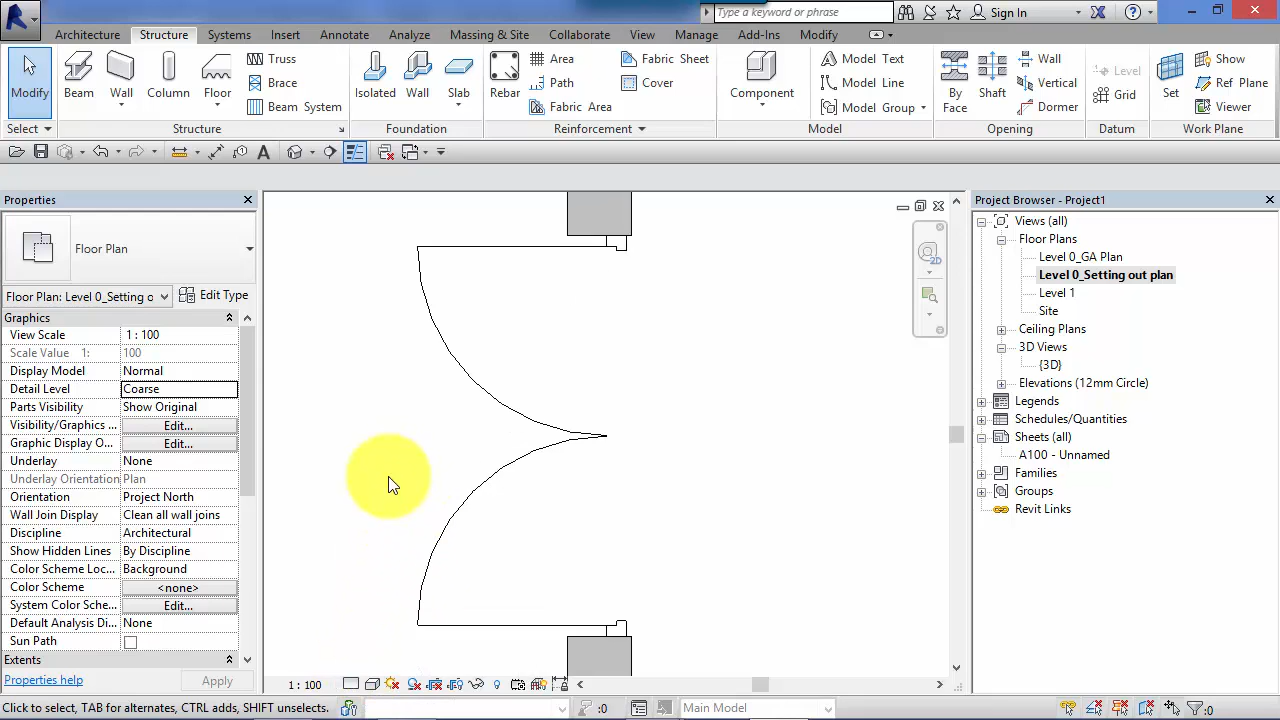 Type a keyword or phrase
Sign In
Architecture Structure Systems Insert Annotate Analyze Massing & Site Collaborate View Manage Add-Ins Modify
Modify Beam Wall Column Floor Truss Brace Beam System Isolated Wall Slab Rebar Area Path Fabric Area Fabric Sheet Cover Component Model Text Model Line Model Group By Face Shaft Wall Vertical Dormer Level Grid Set Show Ref Plane Viewer
Select Structure Foundation Reinforcement Model Opening Datum Work Plane
Properties
Floor Plan
Floor Plan: Level 0_Setting o Edit Type
Graphics
View Scale 1 : 100
Scale Value 1: 100
Display Model Normal
Detail Level Coarse
Parts Visibility Show Original
Visibility/Graphics ... Edit...
Graphic Display O... Edit...
Underlay None
Underlay Orientation Plan
Orientation Project North
Wall Join Display Clean all wall joins
Discipline Architectural
Show Hidden Lines By Discipline
Color Scheme Loc... Background
Color Scheme <none>
System Color Sche... Edit...
Default Analysis Di... None
Sun Path
Extents
Properties help Apply
2D
1 : 100
Project Browser - Project1
Views (all)
Floor Plans
Level 0_GA Plan
Level 0_Setting out plan
Level 1
Site
Ceiling Plans
3D Views
{3D}
Elevations (12mm Circle)
Legends
Schedules/Quantities
Sheets (all)
A100 - Unnamed
Families
Groups
Revit Links
Click to select, TAB for alternates, CTRL adds, SHIFT unselects.
:0
Main Model
:0